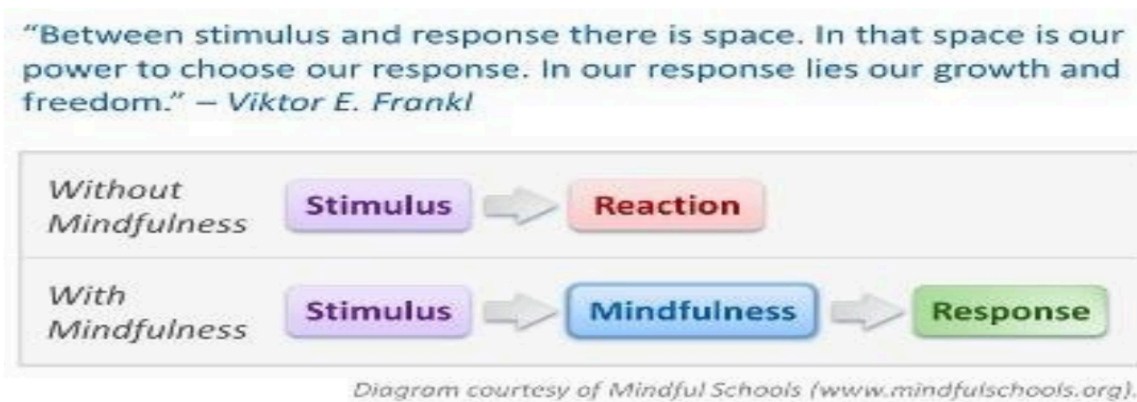 “Between stimulus and response there is space. In that space is our
power to choose our response. In our response lies our growth and
freedom.” – Viktor E. Frankl
Without
Mindfulness
Stimulus
Reaction
With
Mindfulness
Stimulus
Mindfulness
Response
Diagram courtesy of Mindful Schools (www.mindfulschools.org).